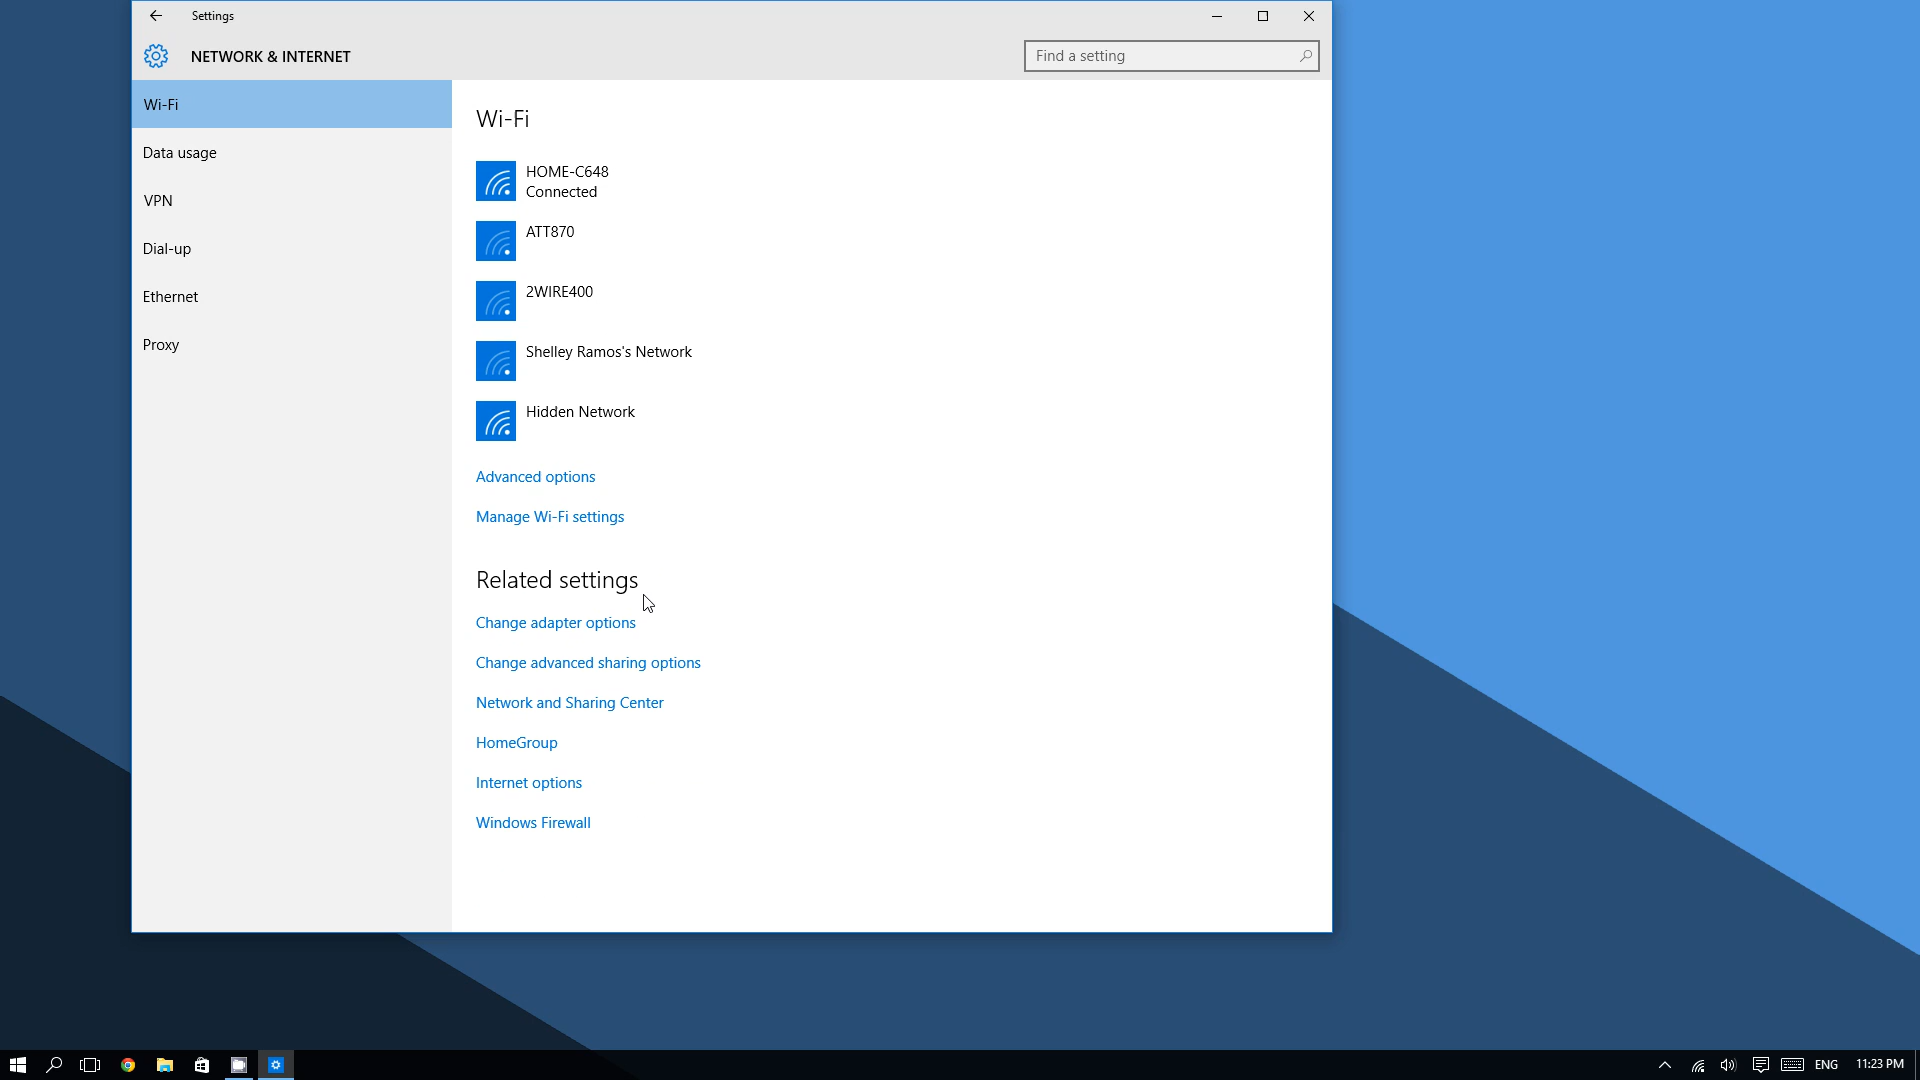 Settings
NETWORK & INTERNET
Find a setting
Wi-Fi
Data usage
VPN
Dial-up
Ethernet
Proxy
Wi-Fi
HOME-C648
Connected
ATT870
2WIRE400
Shelley Ramos's Network
Hidden Network
Advanced options
Manage Wi-Fi settings
Related settings
Change adapter options
Change advanced sharing options
Network and Sharing Center
HomeGroup
Internet options
Windows Firewall
ENG
11:23 PM